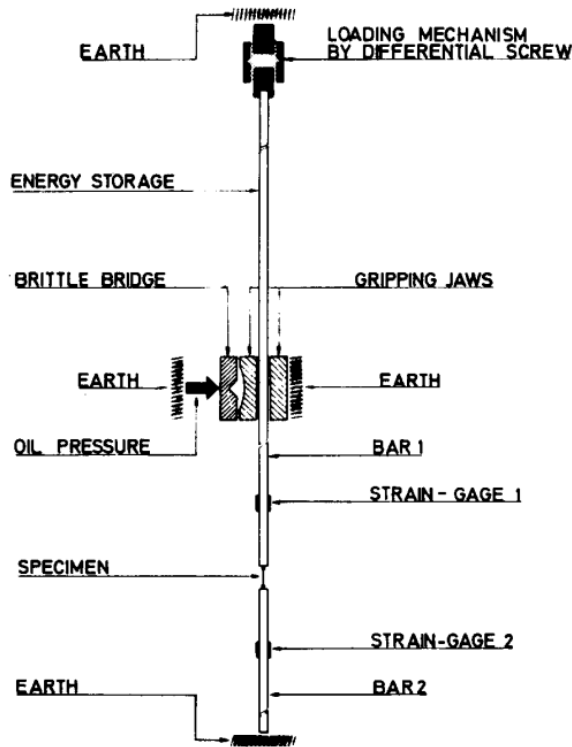 EARTH
LOADING MECHANISM
BY DIFFERENTIAL SCREW
ENERGY STORAGE
BRITTLE BRIDGE
GRIPPING JAWS
EARTH
EARTH
OIL PRESSURE
BAR 1
STRAIN-GAGE 1
SPECIMEN
STRAIN-GAGE 2
EARTH
BAR 2